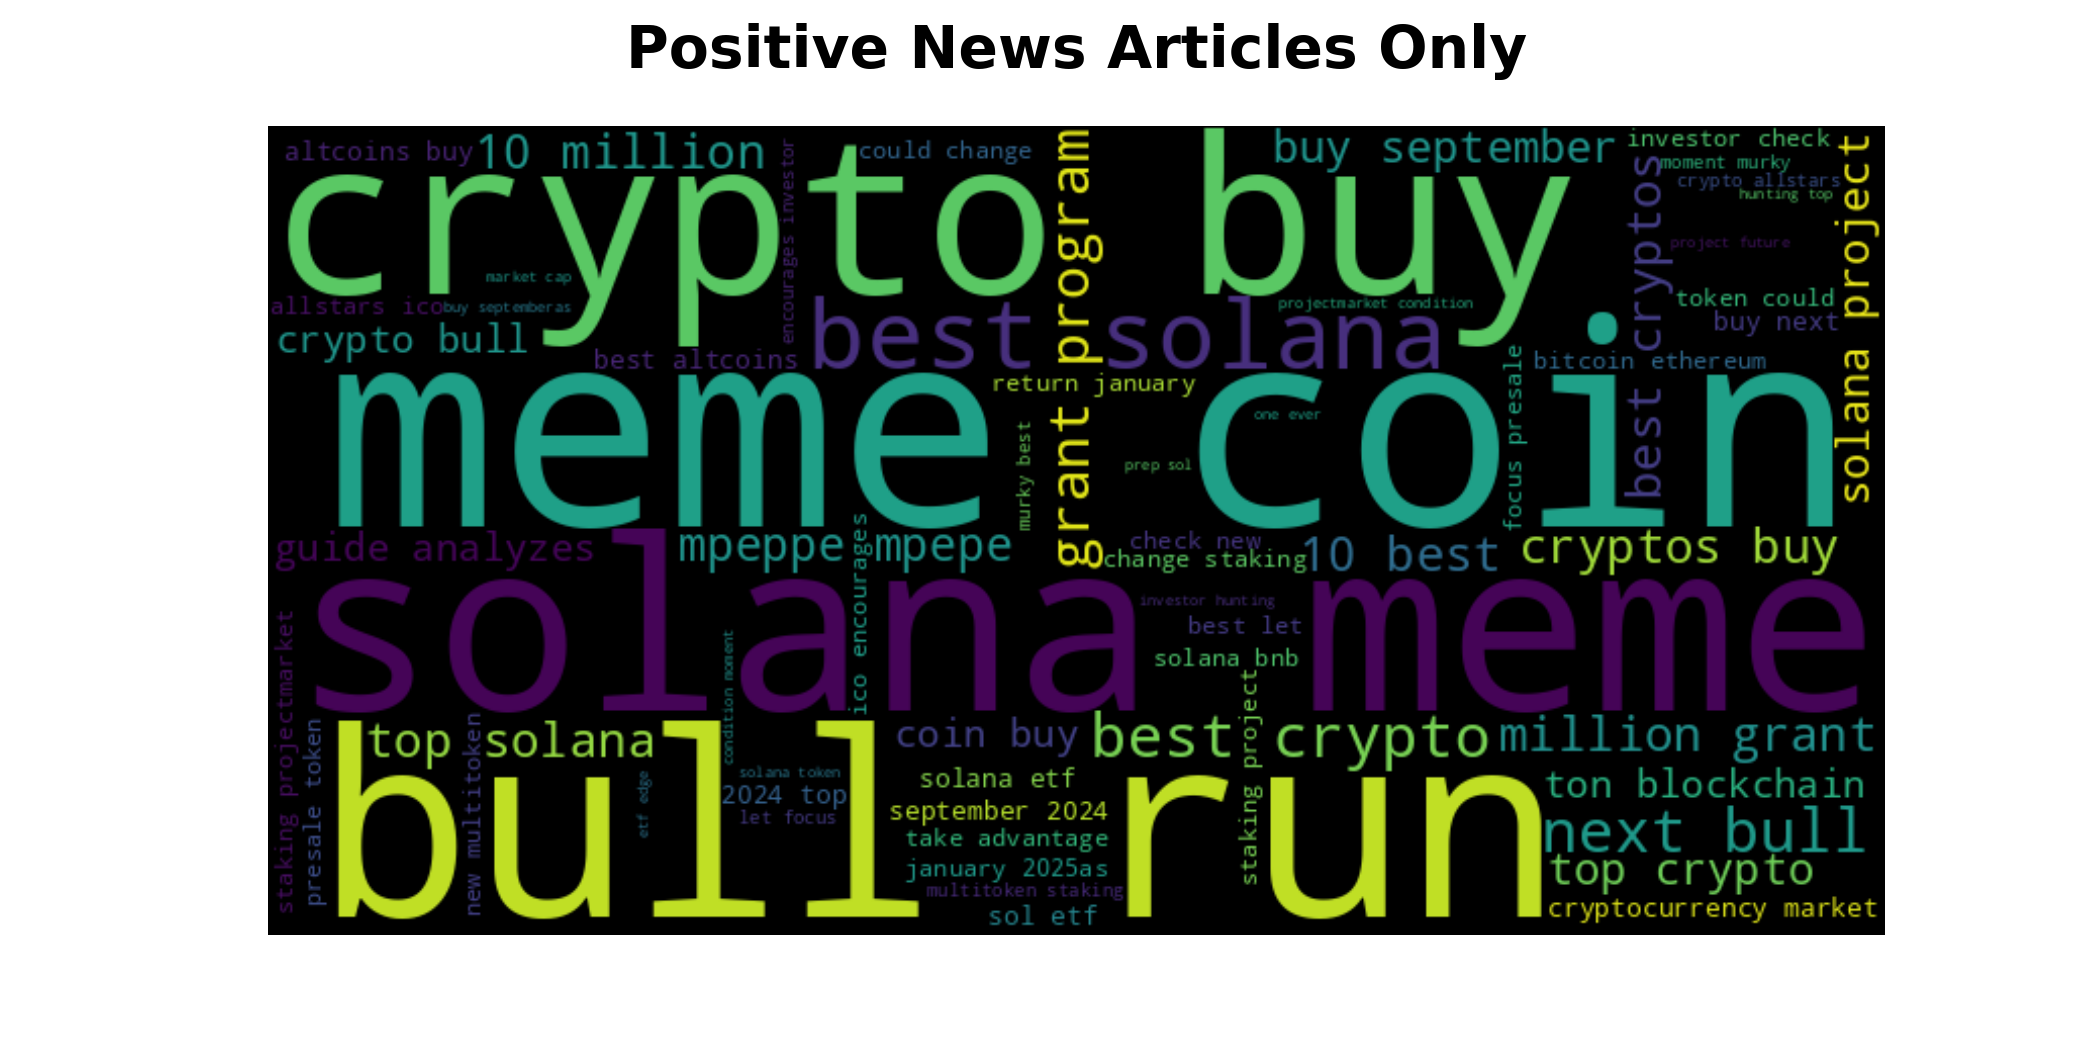 Positive News Articles Only
altcoins buy
10 million
could change
buy september
investor check
moment murky
crypto allstars
hunting top
crypto buy
encourages investor
grant program
best cryptos
solana project
project future
market cap
allstars ico
buy septemberas
projectmarket condition
token could
buy next
crypto bull
best altcoins
best solana
bitcoin ethereum
return january
meme coin
one ever
focus presale
murky best
prep sol
guide analyzes
mpeppe mpepe
check new
change staking
10 best
cryptos buy
ico encourages
solana meme
investor hunting
best let
solana bnb
staking projectmarket
condition moment
staking project
presale token
new multitoken
top solana
coin buy
best crypto
million grant
bull run
etf edge
solana token
2024 top
let focus
solana etf
september 2024
take advantage
january 2025as
multitoken staking
sol etf
ton blockchain
next bull
top crypto
cryptocurrency market